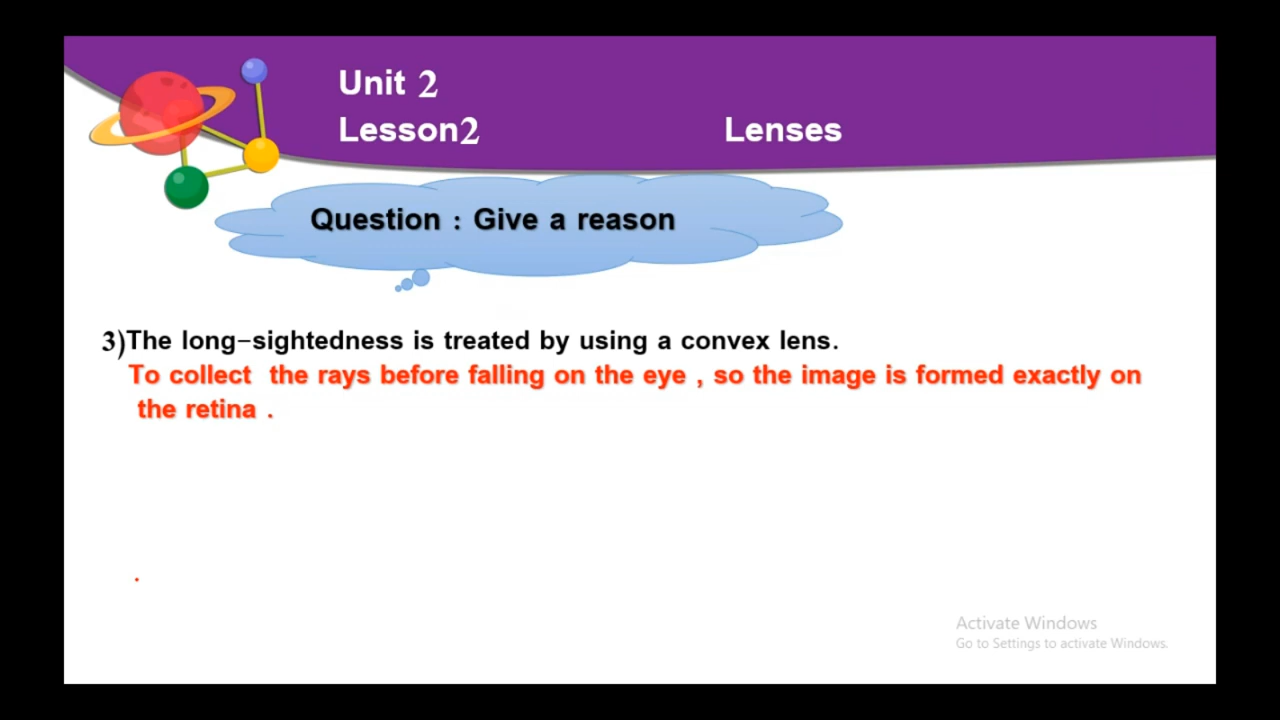 Unit 2
Lesson2 Lenses
Question : Give a reason
3)The long-sightedness is treated by using a convex lens.
To collect the rays before falling on the eye , so the image is formed exactly on
the retina .
.
Activate Windows
Go to Settings to activate Windows.